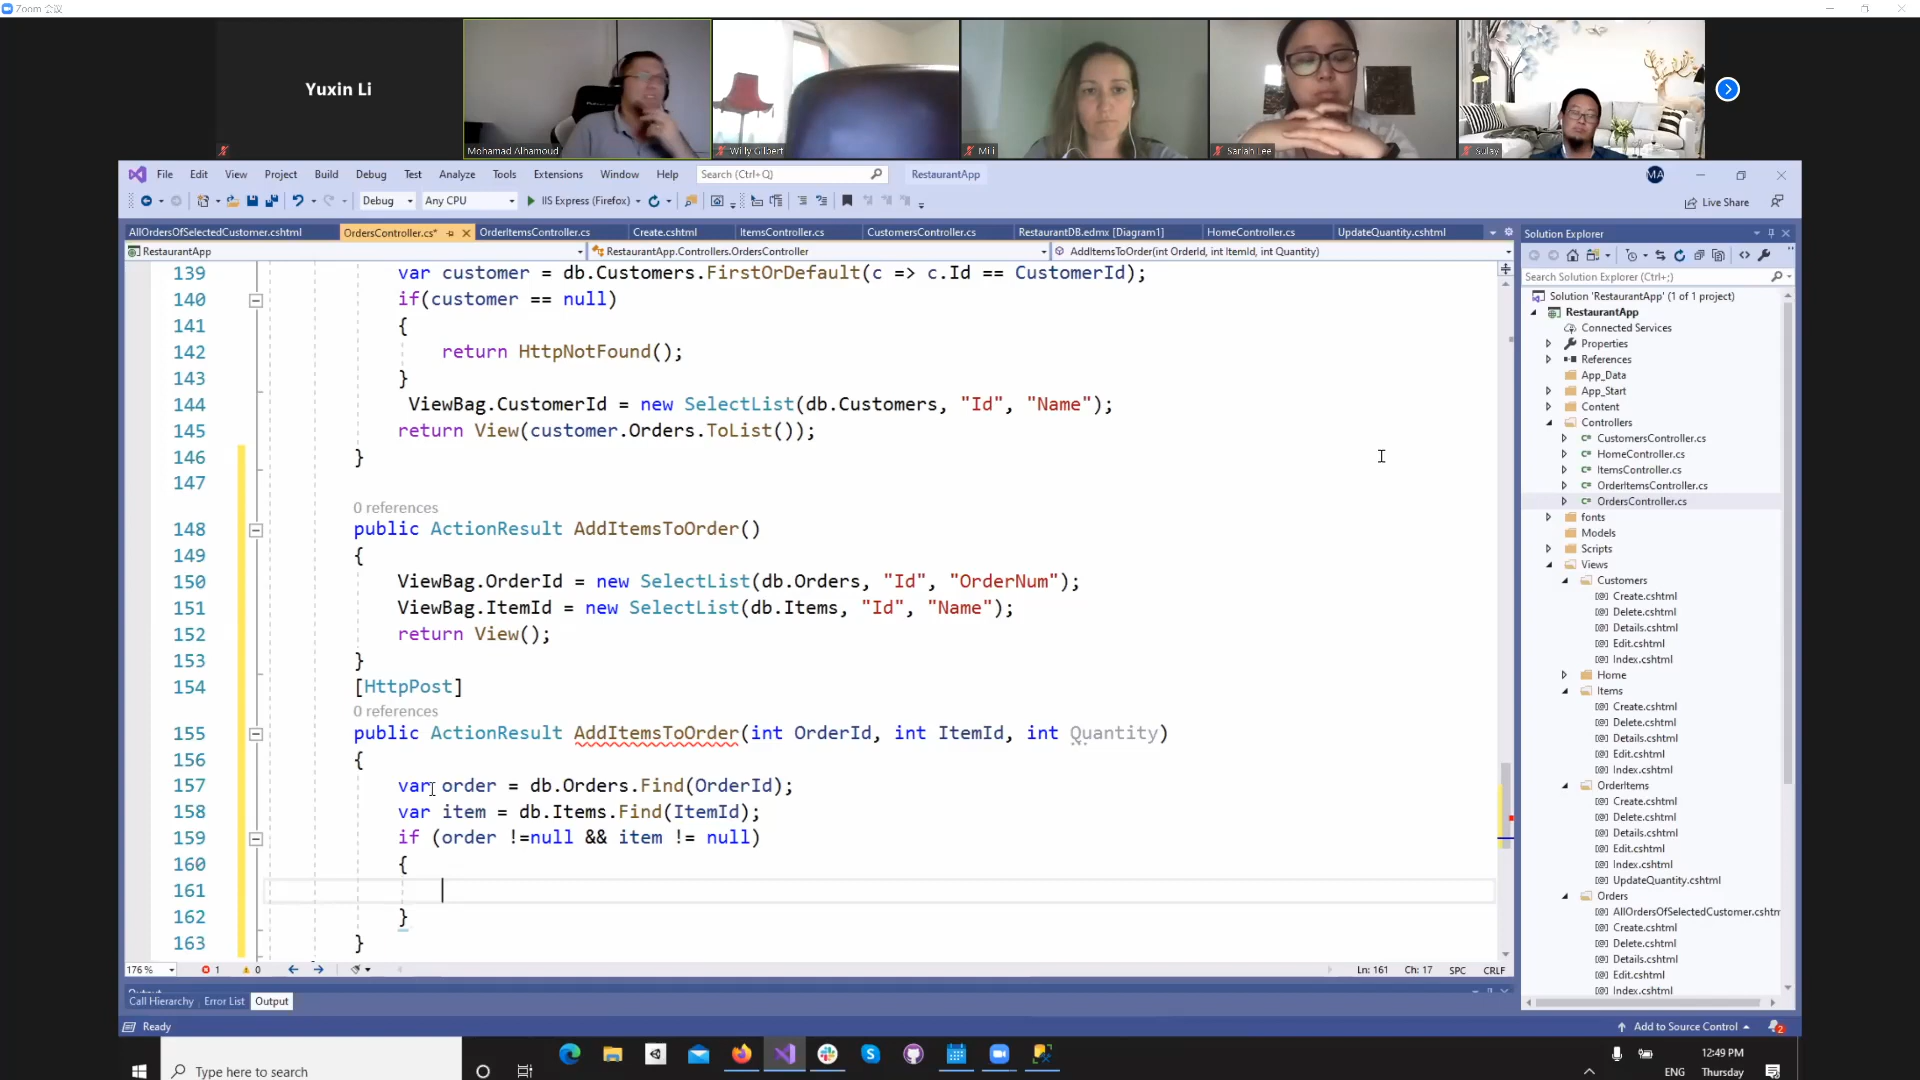 Zoom 会议
Yuxin Li
Mohamad Alhamoud
Willy Gilbert
Sariah Lee
Sulay
File Edit View Project Build Debug Test Analyze Tools Extensions Window Help Search (Ctrl+Q) RestaurantApp MA
Debug Any CPU IIS Express (Firefox) Live Share
AllOrdersOfSelectedCustomer.cshtml OrdersController.cs* OrderItemsController.cs Create.cshtml ItemsController.cs CustomersController.cs RestaurantDB.edmx [Diagram1] HomeController.cs UpdateQuantity.cshtml
RestaurantApp RestaurantApp.Controllers.OrdersController AddItemsToOrder(int OrderId, int ItemId, int Quantity)
139 var customer = db.Customers.FirstOrDefault(c => c.Id == CustomerId);
140 if(customer == null)
141 {
142 return HttpNotFound();
143 }
144 ViewBag.CustomerId = new SelectList(db.Customers, "Id", "Name");
145 return View(customer.Orders.ToList());
146 }
147
0 references
148 public ActionResult AddItemsToOrder()
149 {
150 ViewBag.OrderId = new SelectList(db.Orders, "Id", "OrderNum");
151 ViewBag.ItemId = new SelectList(db.Items, "Id", "Name");
152 return View();
153 }
154 [HttpPost]
0 references
155 public ActionResult AddItemsToOrder(int OrderId, int ItemId, int Quantity)
156 {
157 var order = db.Orders.Find(OrderId);
158 var item = db.Items.Find(ItemId);
159 if (order !=null && item != null)
160 {
161
162 }
163 }
176 % 1 0 Ln: 161 Ch: 17 SPC CRLF
Output
Call Hierarchy Error List Output
Ready Add to Source Control 2
Solution Explorer
Search Solution Explorer (Ctrl+;)
Solution 'RestaurantApp' (1 of 1 project)
RestaurantApp
Connected Services
Properties
References
App_Data
App_Start
Content
Controllers
CustomersController.cs
HomeController.cs
ItemsController.cs
OrderItemsController.cs
OrdersController.cs
fonts
Models
Scripts
Views
Customers
Create.cshtml
Delete.cshtml
Details.cshtml
Edit.cshtml
Index.cshtml
Home
Items
Create.cshtml
Delete.cshtml
Details.cshtml
Edit.cshtml
Index.cshtml
OrderItems
Create.cshtml
Delete.cshtml
Details.cshtml
Edit.cshtml
Index.cshtml
UpdateQuantity.cshtml
Orders
AllOrdersOfSelectedCustomer.cshtm
Create.cshtml
Delete.cshtml
Details.cshtml
Edit.cshtml
Index.cshtml
Type here to search
ENG
12:49 PM
Thursday